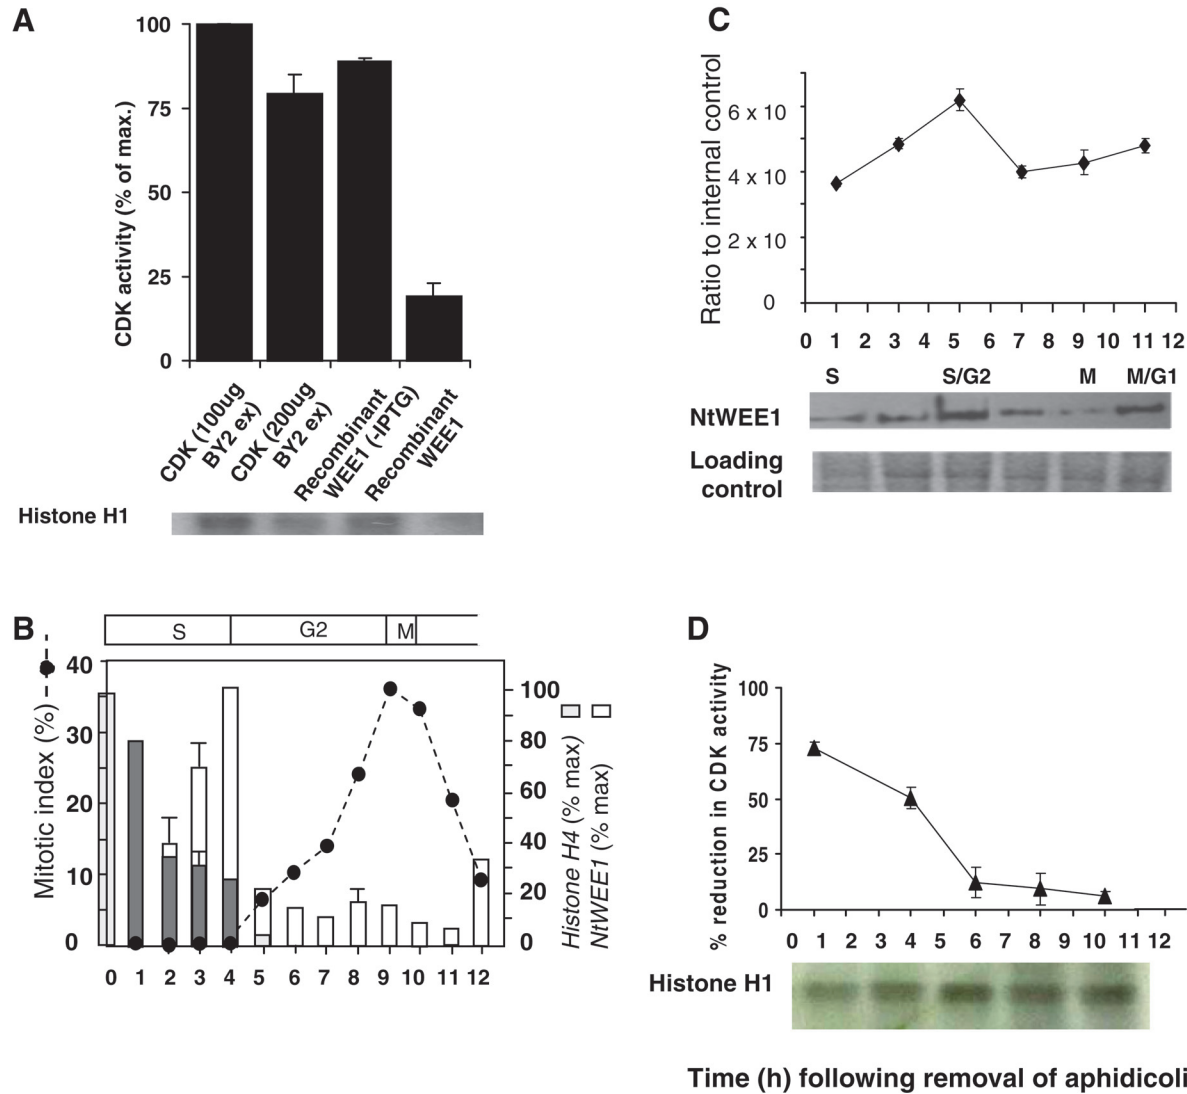 A
100
75
50
25
0
CDK activity (% of max.)
CDK (100ug
BY2 ex)
CDK (200ug
BY2 ex)
Recombinant
WEE1 (-IPTG)
Recombinant
WEE1
Histone H1
C
Ratio to internal control
6 x 10
4 x 10
2 x 10
0
0 1 2 3 4 5 6 7 8 9 10 11 12
S S/G2 M M/G1
NtWEE1
Loading
control
B
S G2 M
Mitotic index (%)
40
30
20
10
0
100
80
60
40
20
0
Histone H4 (% max)
NtWEE1 (% max)
0 1 2 3 4 5 6 7 8 9 10 11 12
D
% reduction in CDK activity
100
75
50
25
0
0 1 2 3 4 5 6 7 8 9 10 11 12
Histone H1
Time (h) following removal of aphidicoli